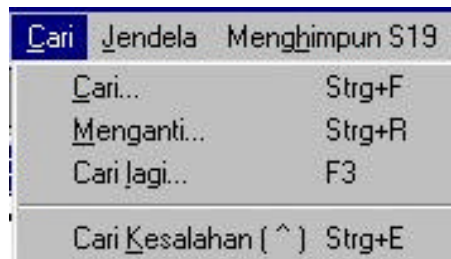 Cari Jendela Menghimpun S19
Cari... Strg+F
Menganti... Strg+R
Cari lagi... F3
Cari Kesalahan ( ^ ) Strg+E